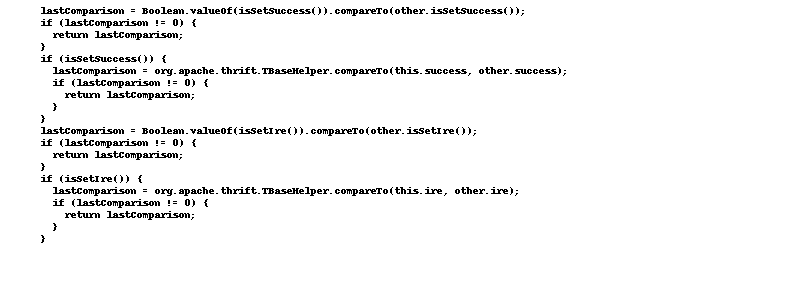 lastComparison = Boolean.valueOf(isSetSuccess()).compareTo(other.isSetSuccess());
if (lastComparison != 0) {
  return lastComparison;
}
if (isSetSuccess()) {
  lastComparison = org.apache.thrift.TBaseHelper.compareTo(this.success, other.success);
  if (lastComparison != 0) {
    return lastComparison;
  }
}
lastComparison = Boolean.valueOf(isSetIre()).compareTo(other.isSetIre());
if (lastComparison != 0) {
  return lastComparison;
}
if (isSetIre()) {
  lastComparison = org.apache.thrift.TBaseHelper.compareTo(this.ire, other.ire);
  if (lastComparison != 0) {
    return lastComparison;
  }
}